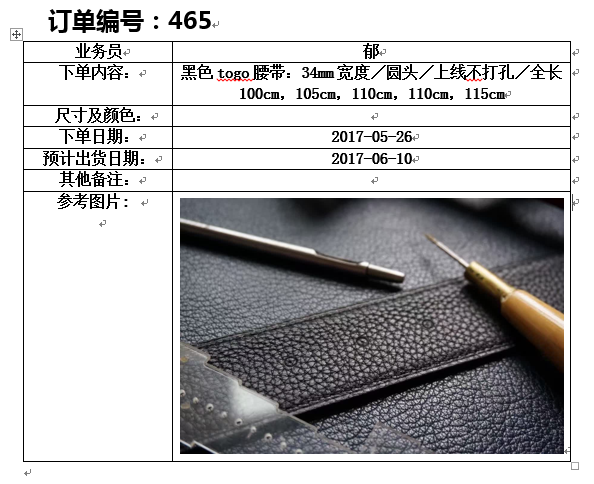 订单编号：465
业务员 郁
下单内容： 黑色 togo 腰带：34mm 宽度／圆头／上线不打孔／全长
100cm，105cm，110cm，110cm，115cm
尺寸及颜色：
下单日期： 2017-05-26
预计出货日期： 2017-06-10
其他备注：
参考图片：